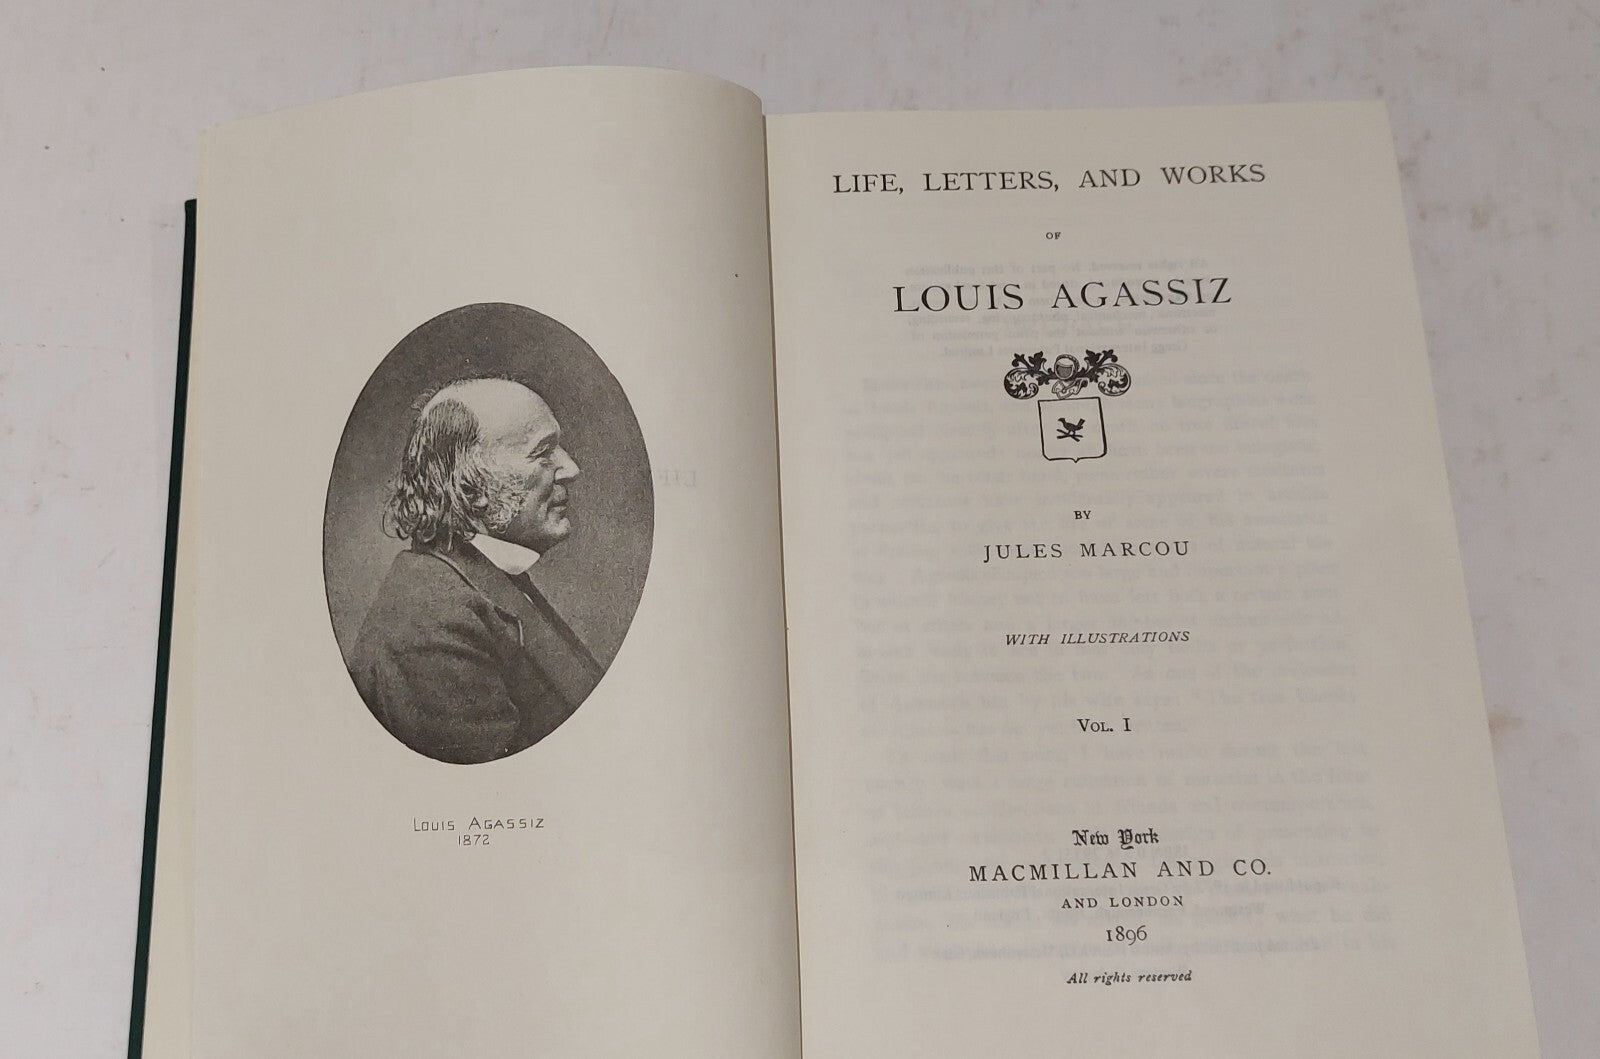 LOUIS AGASSIZ
1872
LIFE, LETTERS, AND WORKS
OF
LOUIS AGASSIZ
BY
JULES MARCOU
WITH ILLUSTRATIONS
VOL. I
New York
MACMILLAN AND CO.
AND LONDON
1896
All rights reserved